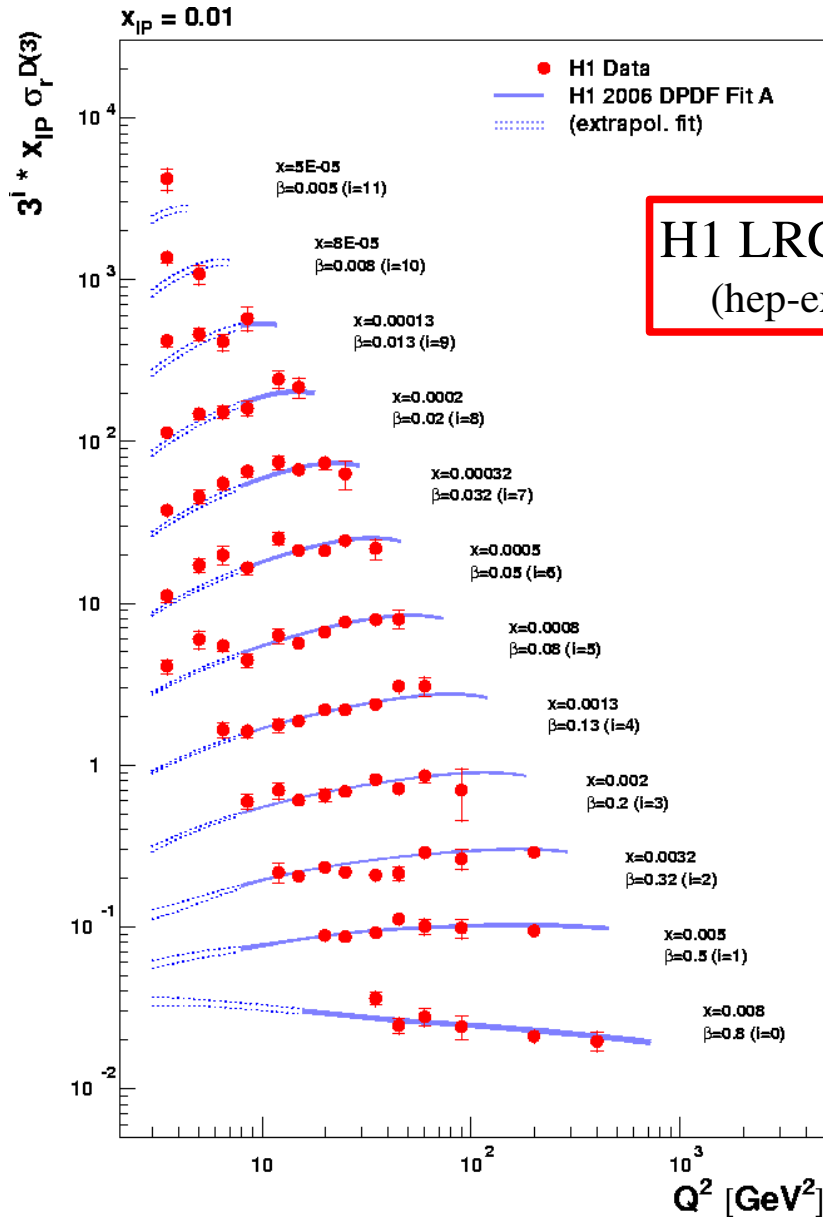 x_IP = 0.01
3^i * x_IP σ_r^D(3)
H1 Data
H1 2006 DPDF Fit A
(extrapol. fit)
H1 LRG
(hep-ex
x=5E-05
β=0.005 (i=11)
x=8E-05
β=0.008 (i=10)
x=0.00013
β=0.013 (i=9)
x=0.0002
β=0.02 (i=8)
x=0.00032
β=0.032 (i=7)
x=0.0005
β=0.05 (i=6)
x=0.0008
β=0.08 (i=5)
x=0.0013
β=0.13 (i=4)
x=0.002
β=0.2 (i=3)
x=0.0032
β=0.32 (i=2)
x=0.005
β=0.5 (i=1)
x=0.008
β=0.8 (i=0)
10^4
10^3
10^2
10
1
10^-1
10^-2
10 10^2 10^3
Q^2 [GeV^2]